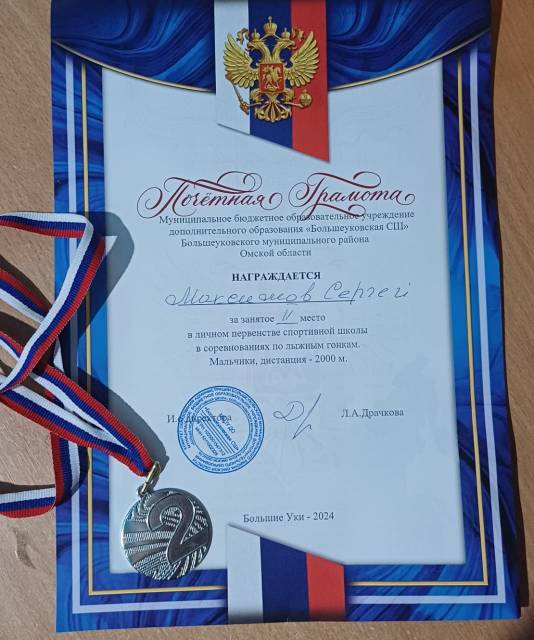 Почётная Грамота
Муниципальное бюджетное образовательное учреждение
дополнительного образования «Большеуковская СШ»
Большеуковского муниципального района
Омской области
НАГРАЖДАЕТСЯ
Сергей
за занятое II место
в личном первенстве спортивной школы
в соревнованиях по лыжным гонкам.
Мальчики, дистанция - 2000 м.
И.о директора Л.А.Драчкова
2
Большие Уки - 2024